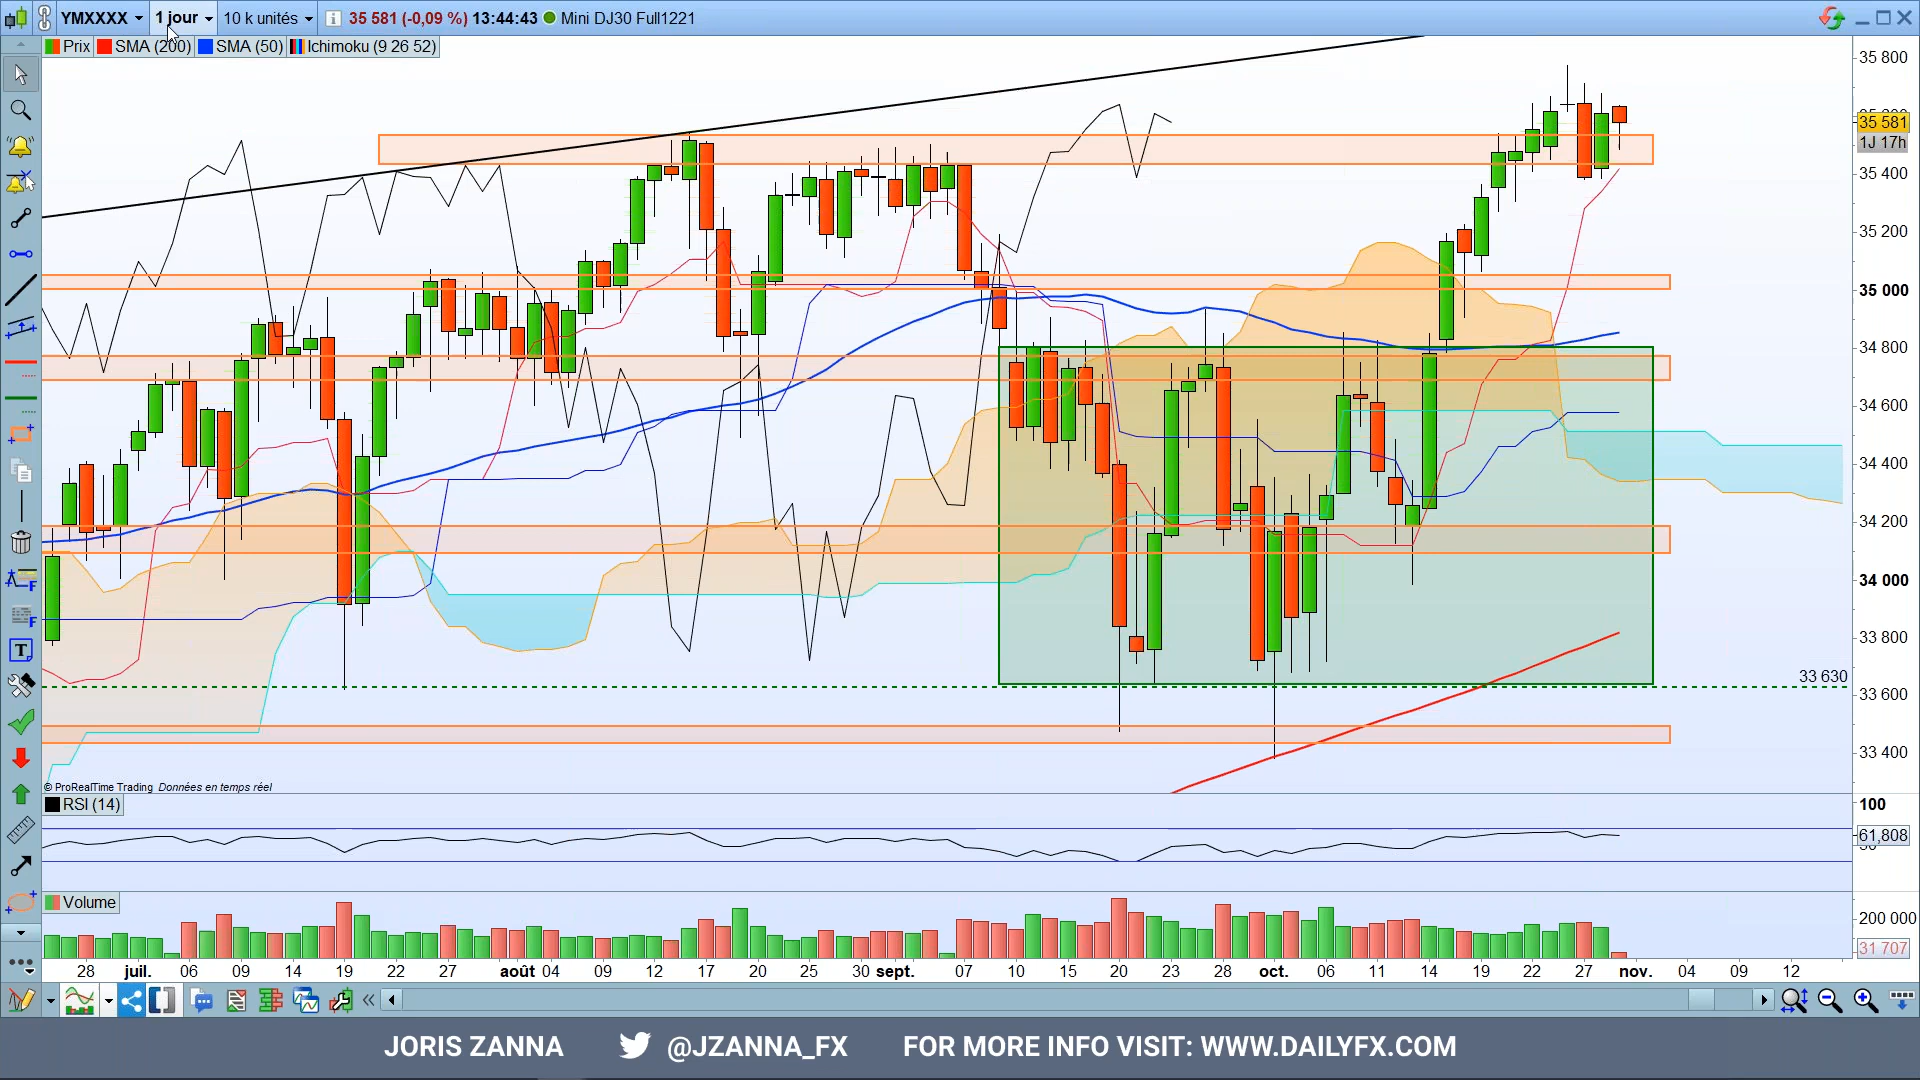 YMXXXX 1 jour 10 k unités 35 581 (-0,09 %) 13:44:43 Mini DJ30 Full1221
Prix SMA (200) SMA (50) Ichimoku (9 26 52)
35 800
35 581
1J 17h
35 400
35 200
35 000
34 800
34 600
34 400
34 200
34 000
33 800
33 630
33 600
33 400
© ProRealTime Trading Données en temps réel
RSI (14)
100
61,808
Volume
200 000
31 707
28 juil. 06 09 14 19 22 27 août 04 09 12 17 20 25 30 sept. 07 10 15 20 23 28 oct. 06 11 14 19 22 27 nov. 04 09 12
JORIS ZANNA @JZANNA_FX FOR MORE INFO VISIT: WWW.DAILYFX.COM